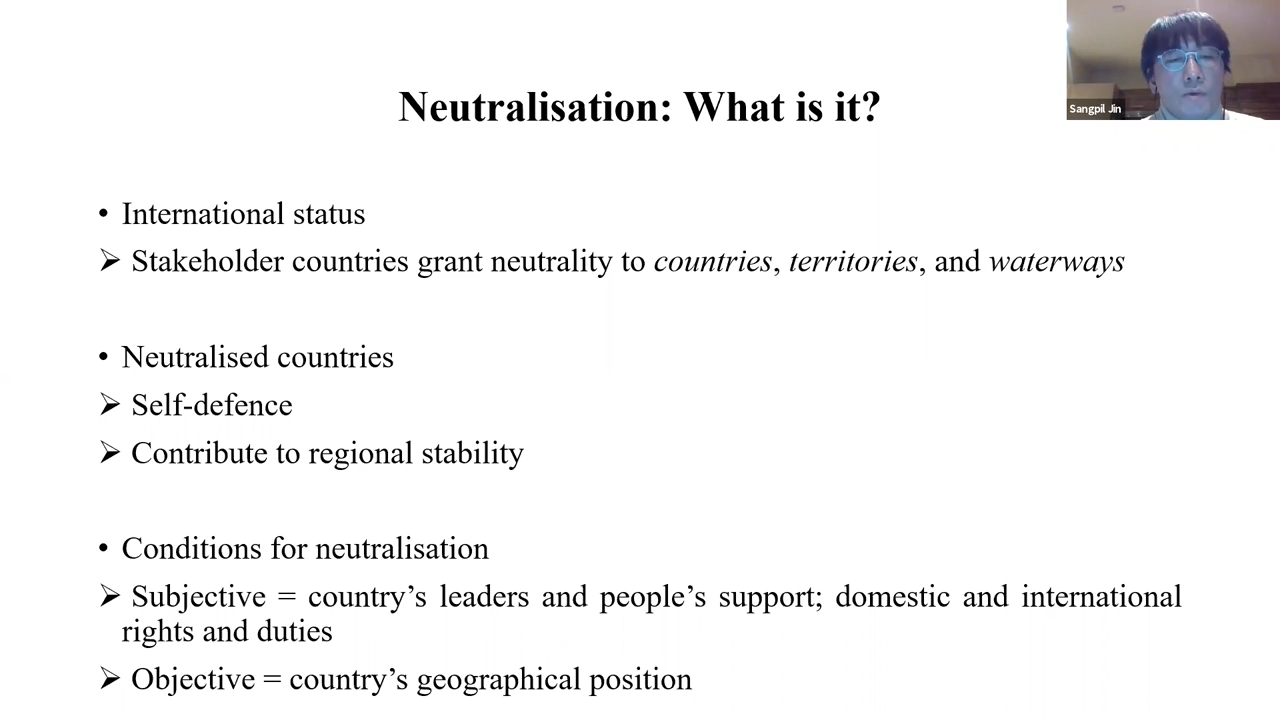 Sangpil Jin
Neutralisation: What is it?
• International status
➢ Stakeholder countries grant neutrality to countries, territories, and waterways
• Neutralised countries
➢ Self-defence
➢ Contribute to regional stability
• Conditions for neutralisation
➢ Subjective = country’s leaders and people’s support; domestic and international
rights and duties
➢ Objective = country’s geographical position